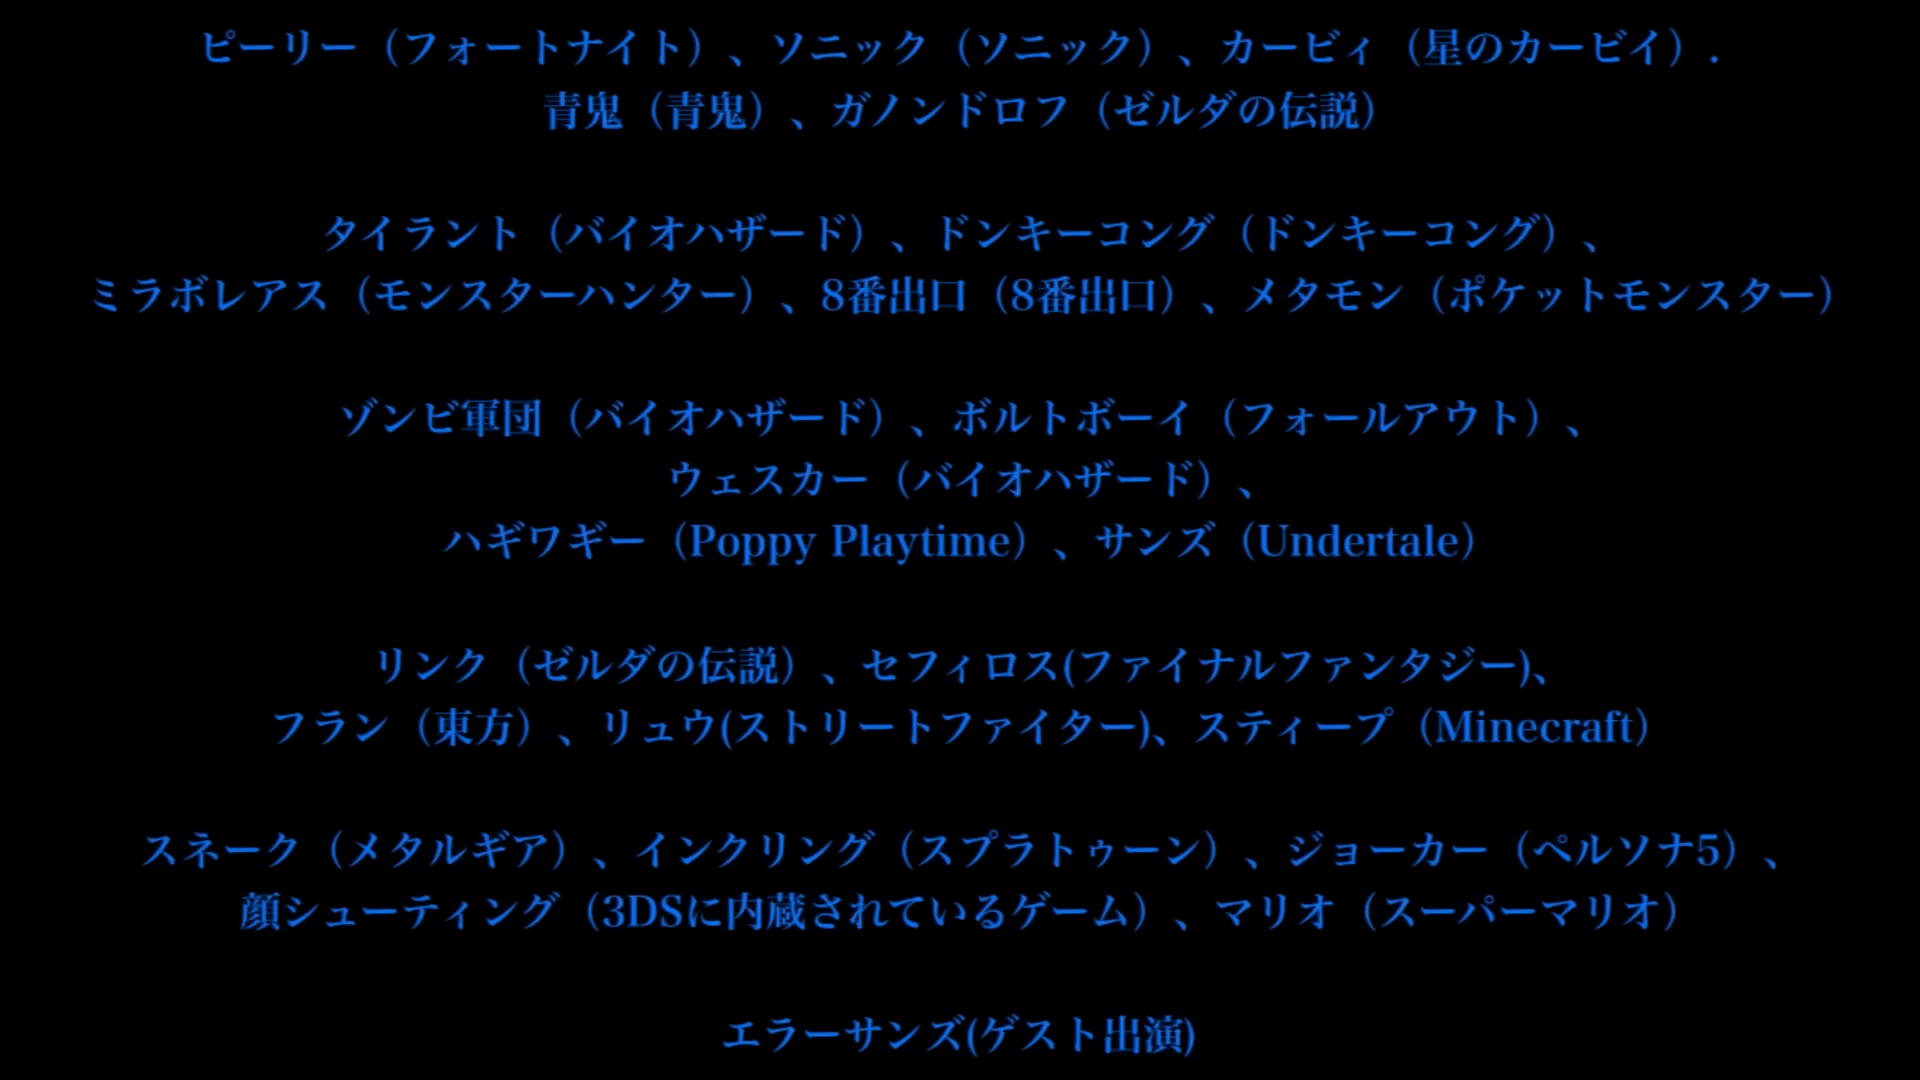 ピーリー（フォートナイト）、ソニック（ソニック）、カービィ（星のカービイ）.
青鬼（青鬼）、ガノンドロフ（ゼルダの伝説）
タイラント（バイオハザード）、ドンキーコング（ドンキーコング）、
ミラボレアス（モンスターハンター）、8番出口（8番出口）、メタモン（ポケットモンスター）
ゾンビ軍団（バイオハザード）、ボルトボーイ（フォールアウト）、
ウェスカー（バイオハザード）、
ハギワギー（Poppy Playtime）、サンズ（Undertale）
リンク（ゼルダの伝説）、セフィロス(ファイナルファンタジー)、
フラン（東方）、リュウ(ストリートファイター)、スティーブ（Minecraft）
スネーク（メタルギア）、インクリング（スプラトゥーン）、ジョーカー（ペルソナ5）、
顔シューティング（3DSに内蔵されているゲーム）、マリオ（スーパーマリオ）
エラーサンズ(ゲスト出演)